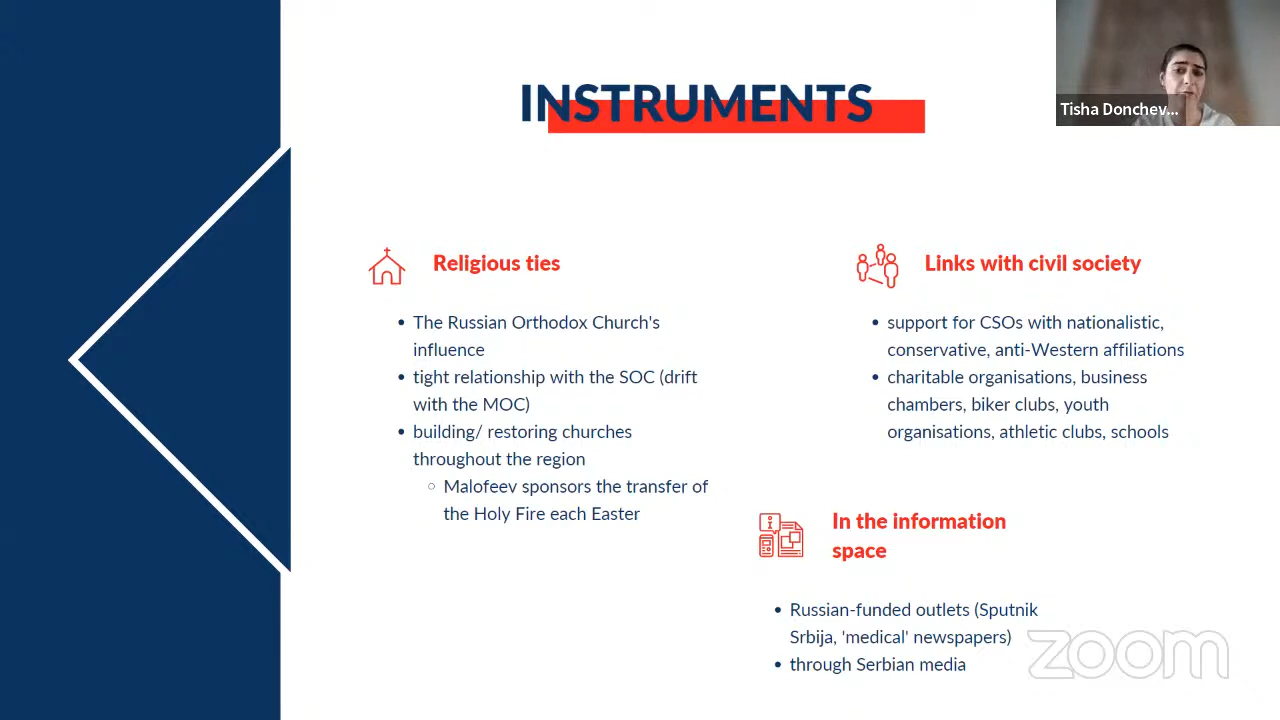 INSTRUMENTS
Tisha Donchev...
Religious ties
• The Russian Orthodox Church's
influence
• tight relationship with the SOC (drift
with the MOC)
• building/ restoring churches
throughout the region
○ Malofeev sponsors the transfer of
the Holy Fire each Easter
Links with civil society
• support for CSOs with nationalistic,
conservative, anti-Western affiliations
• charitable organisations, business
chambers, biker clubs, youth
organisations, athletic clubs, schools
In the information
space
• Russian-funded outlets (Sputnik
Srbija, 'medical' newspapers)
• through Serbian media
zoom